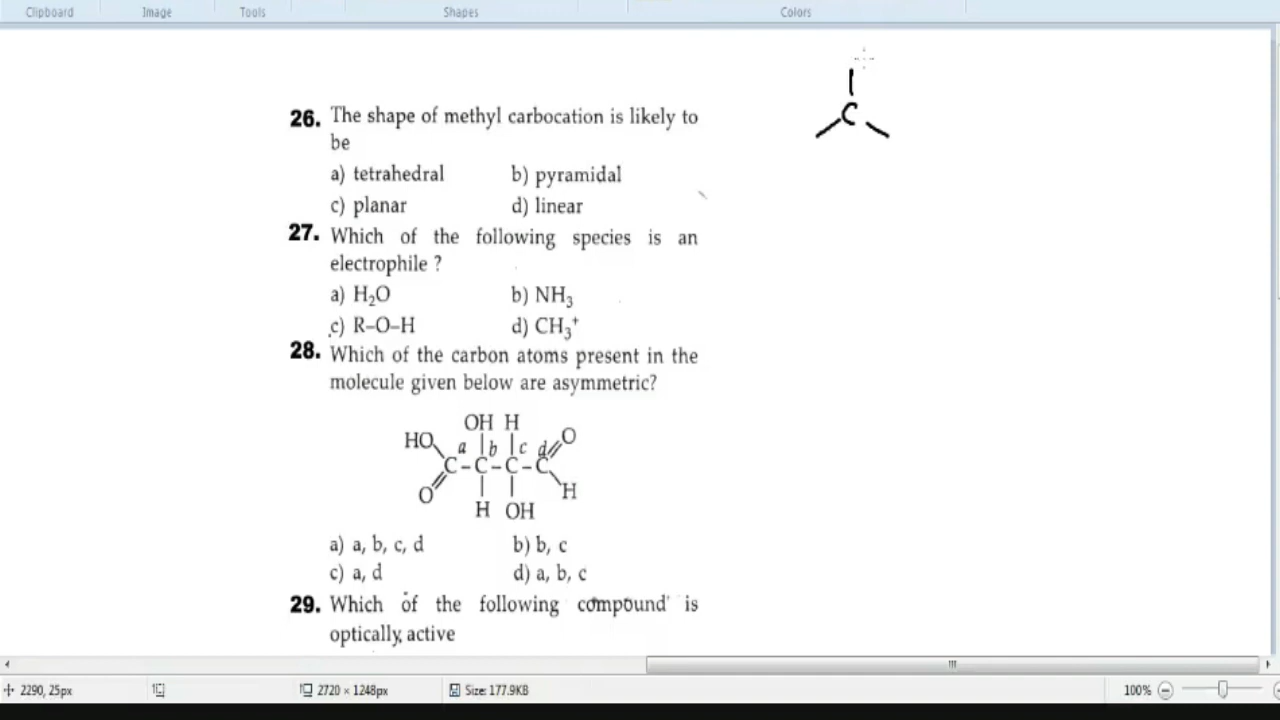 Clipboard Image Tools Shapes Colors
C
26. The shape of methyl carbocation is likely to
be
a) tetrahedral b) pyramidal
c) planar d) linear
27. Which of the following species is an
electrophile ?
a) H₂O b) NH₃
c) R–O–H d) CH₃⁺
28. Which of the carbon atoms present in the
molecule given below are asymmetric?
OH H
HO a b c d O
C–C–C–C
O H
H OH
a) a, b, c, d b) b, c
c) a, d d) a, b, c
29. Which of the following compound is
optically active
2290, 25px 2720 × 1248px Size: 177.9KB 100%